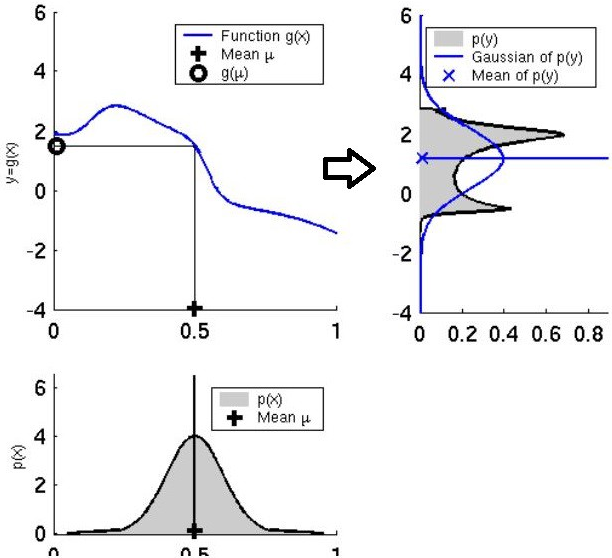 6
4
2
0
-2
-4
y=g(x)
Function g(x)
Mean μ
g(μ)
0
0.5
1
6
4
2
0
-2
-4
p(y)
Gaussian of p(y)
Mean of p(y)
0
0.2
0.4
0.6
0.8
6
4
2
0
p(x)
p(x)
Mean μ
0
0.5
1